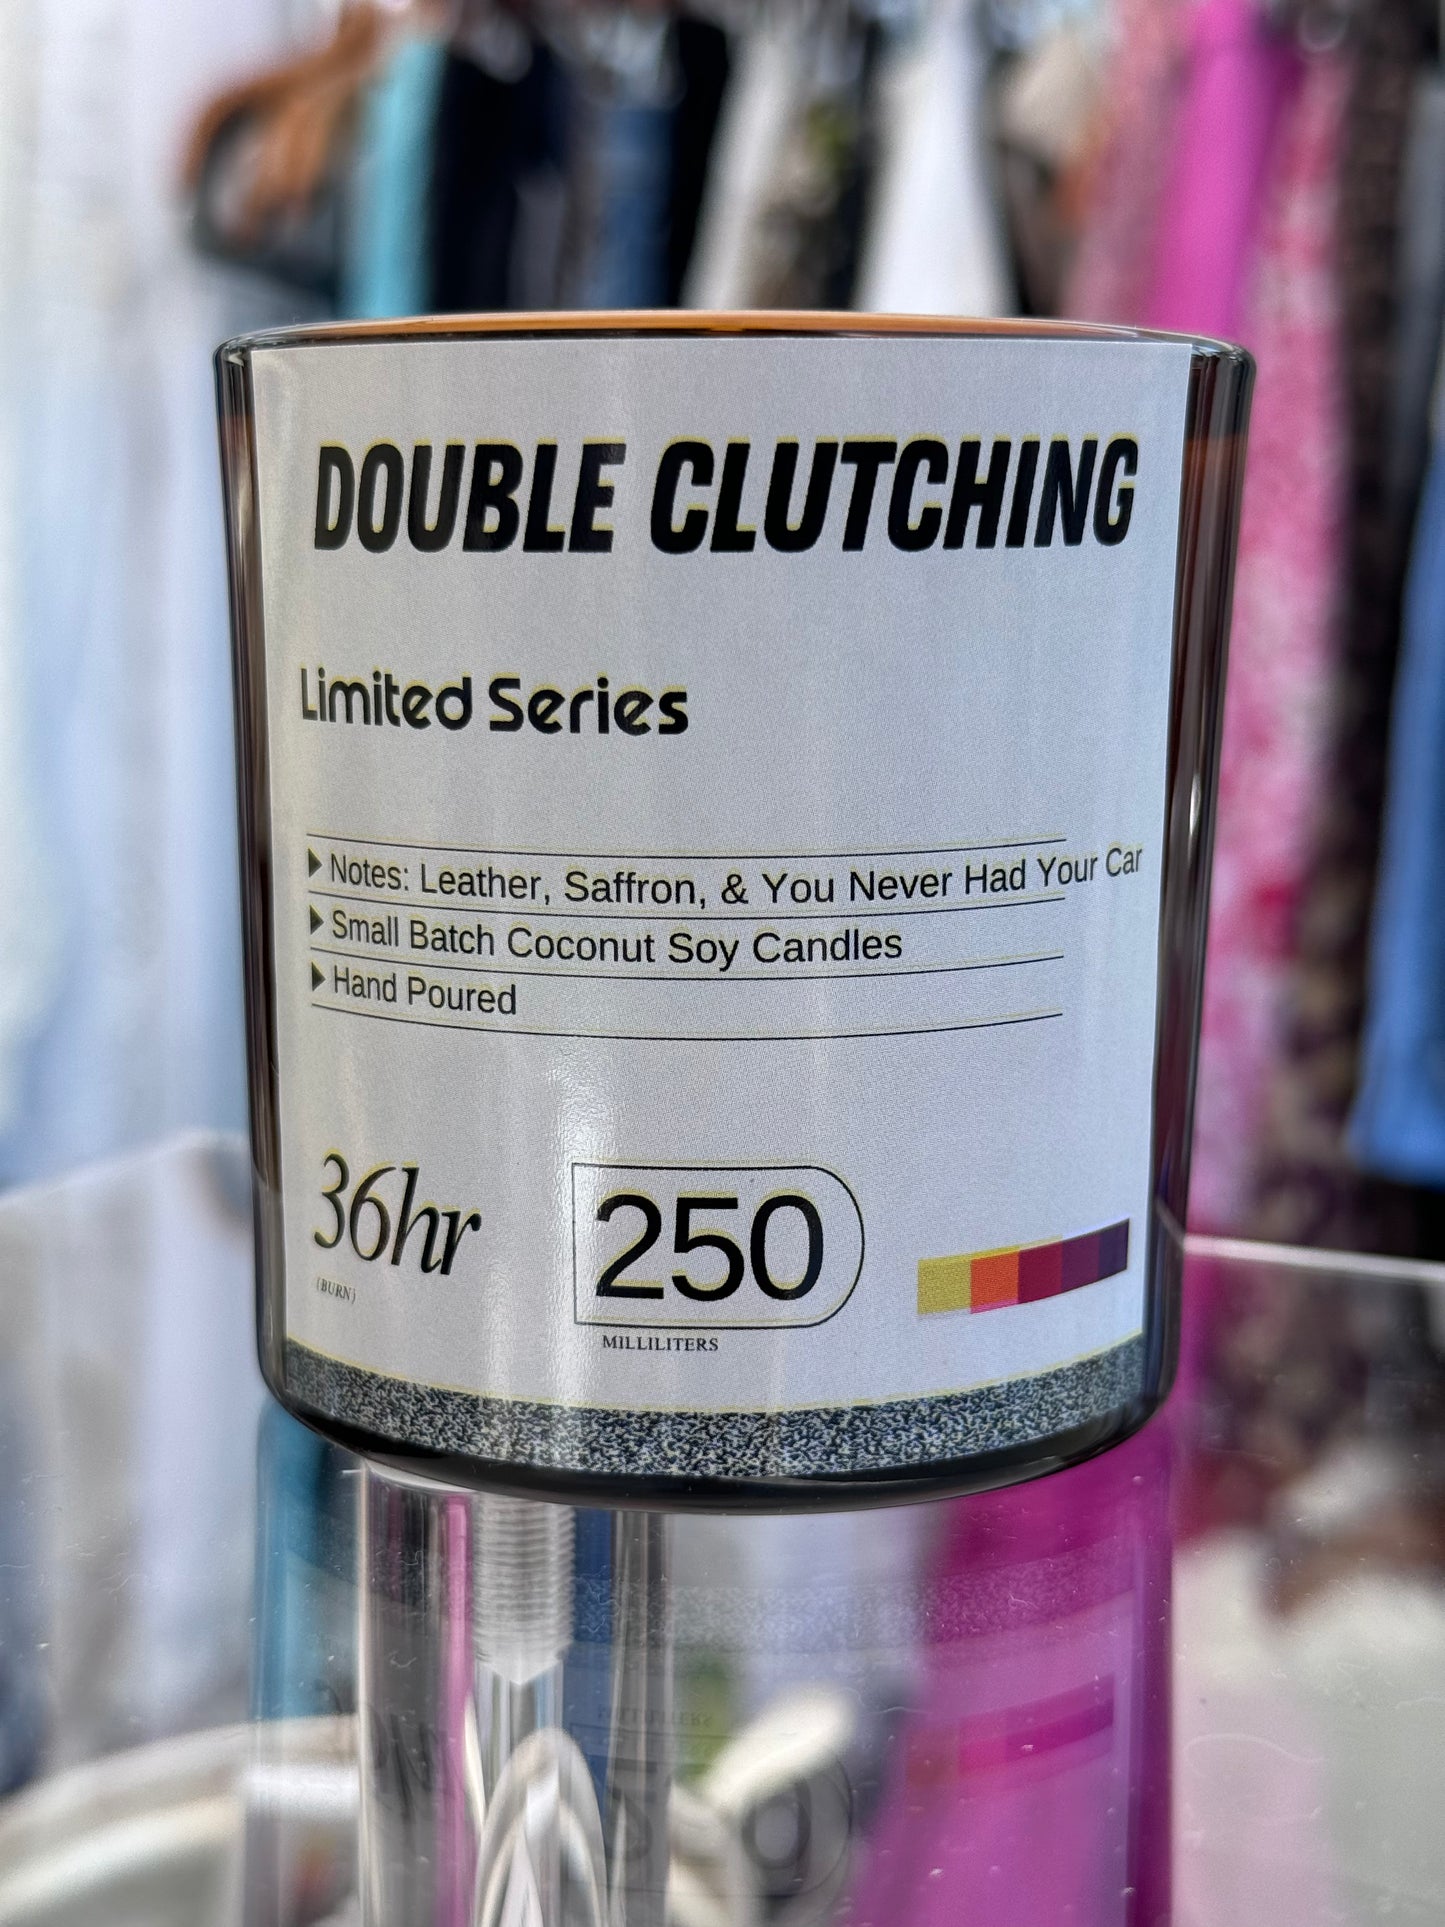 DOUBLE CLUTCHING
Limited Series
Notes: Leather, Saffron, & You Never Had Your Car
Small Batch Coconut Soy Candles
Hand Poured
36hr
(BURN)
250
MILLILITERS